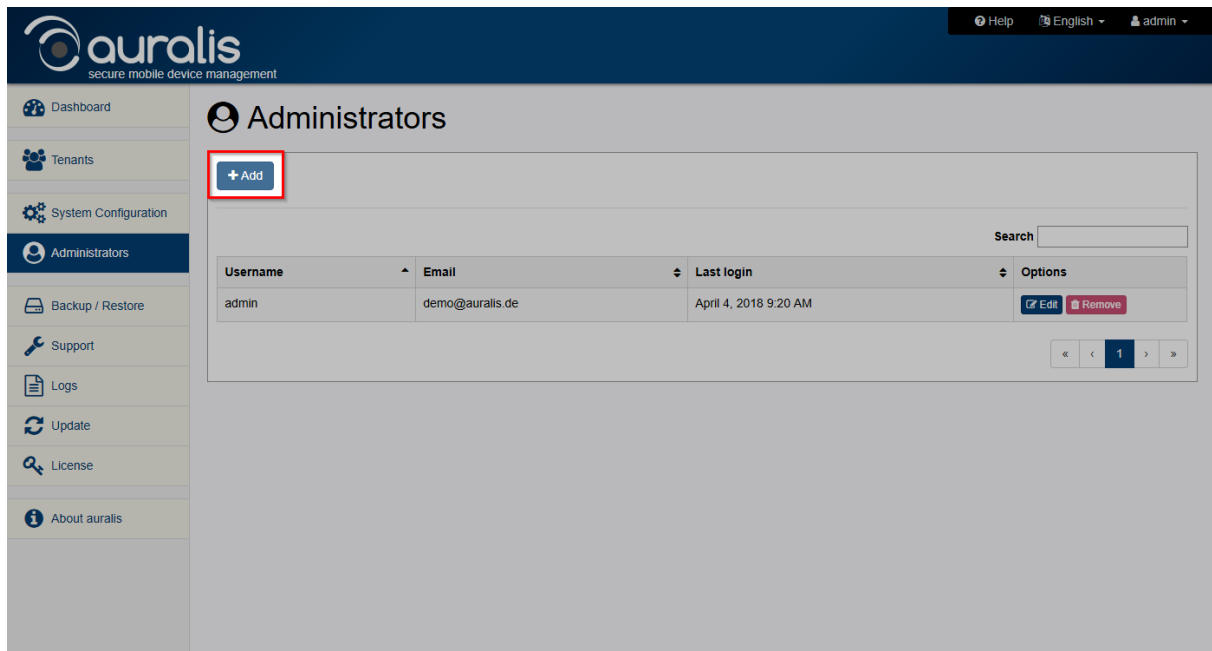 Help English admin
auralis
secure mobile device management
Dashboard
Tenants
System Configuration
Administrators
Backup / Restore
Support
Logs
Update
License
About auralis
Administrators
+ Add
Search
Username Email Last login Options
admin demo@auralis.de April 4, 2018 9:20 AM Edit Remove
« ‹ 1 › »